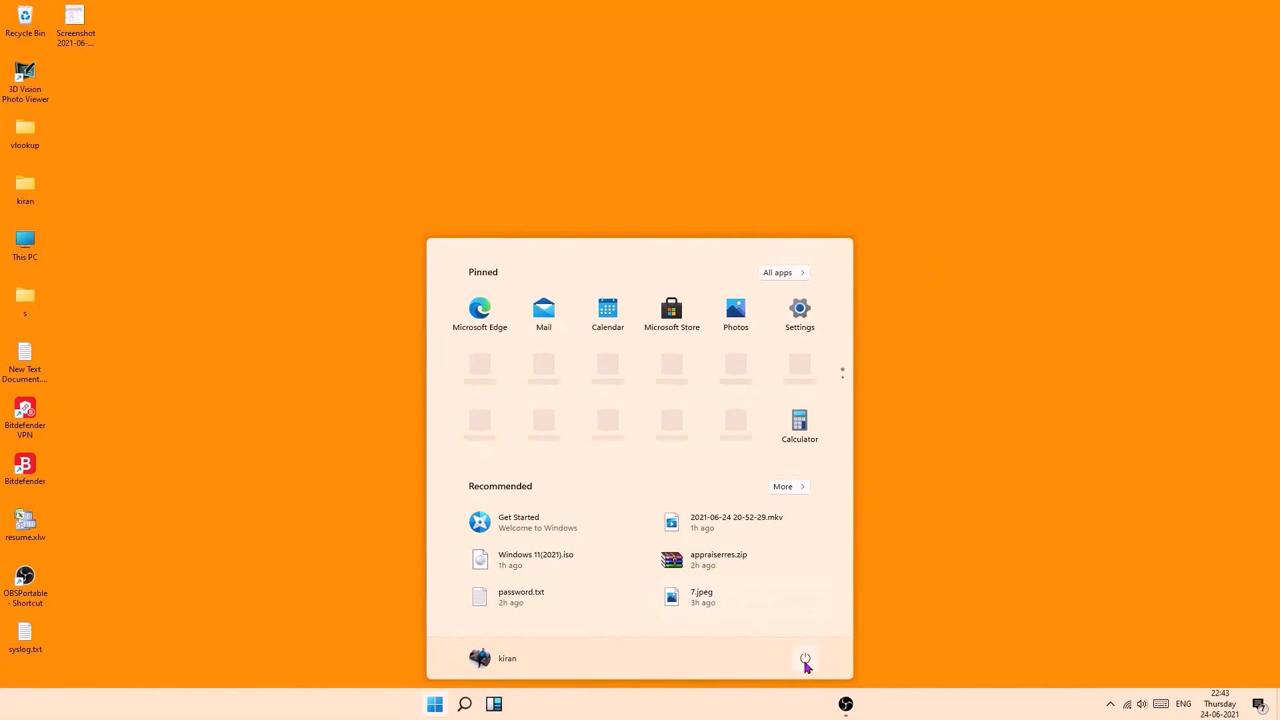 Recycle Bin
Screenshot
2021-06-...
3D Vision
Photo Viewer
vlookup
kiran
This PC
s
New Text
Document....
Bitdefender
VPN
Bitdefender
resume.xlw
OBSPortable
- Shortcut
syslog.txt
Pinned
All apps
Microsoft Edge
Mail
Calendar
Microsoft Store
Photos
Settings
Calculator
Recommended
More
Get Started
Welcome to Windows
2021-06-24 20-52-29.mkv
1h ago
Windows 11(2021).iso
1h ago
appraiserres.zip
2h ago
password.txt
2h ago
7.jpeg
3h ago
kiran
ENG
22:43
Thursday
24-06-2021